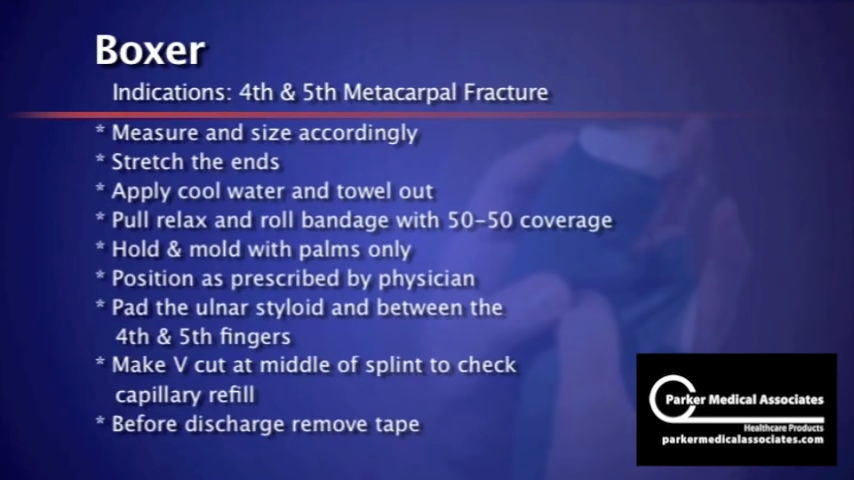 Boxer
Indications: 4th & 5th Metacarpal Fracture
* Measure and size accordingly
* Stretch the ends
* Apply cool water and towel out
* Pull relax and roll bandage with 50-50 coverage
* Hold & mold with palms only
* Position as prescribed by physician
* Pad the ulnar styloid and between the
4th & 5th fingers
* Make V cut at middle of splint to check
capillary refill
* Before discharge remove tape
Parker Medical Associates
Healthcare Products
parkermedicalassociates.com